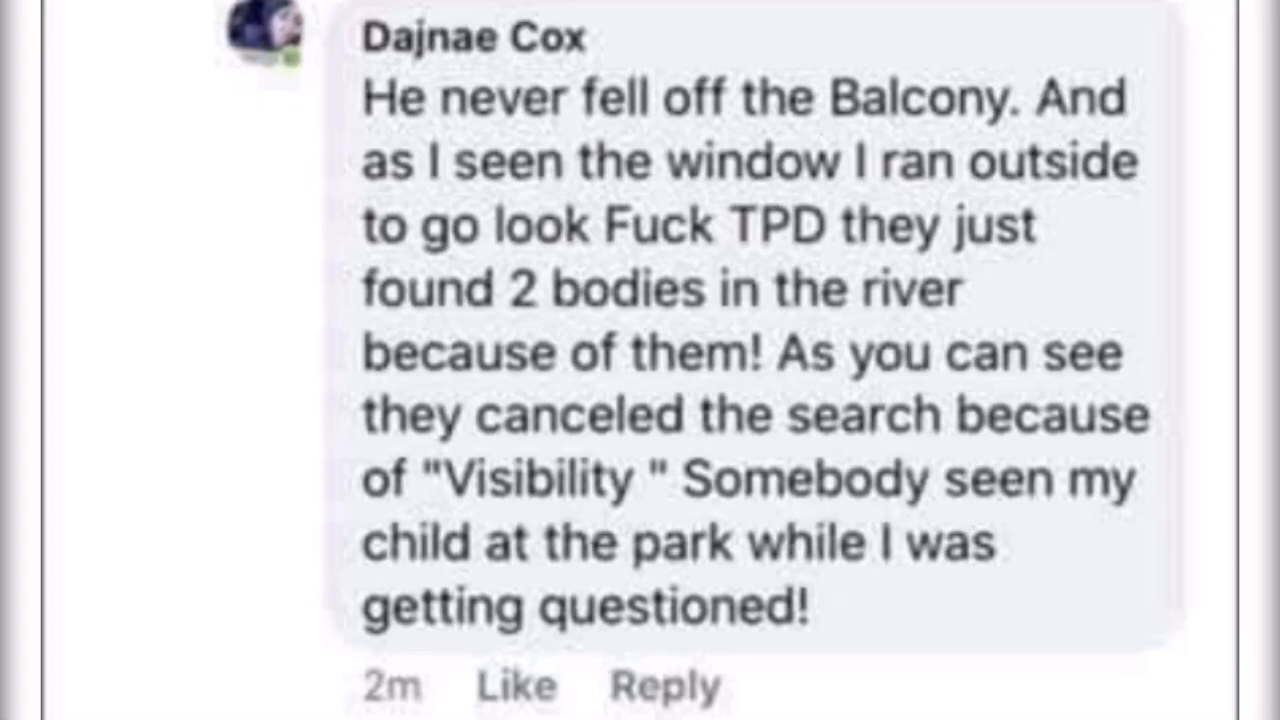 Dajnae Cox
He never fell off the Balcony. And
as I seen the window I ran outside
to go look Fuck TPD they just
found 2 bodies in the river
because of them! As you can see
they canceled the search because
of "Visibility " Somebody seen my
child at the park while I was
getting questioned!
2m Like Reply